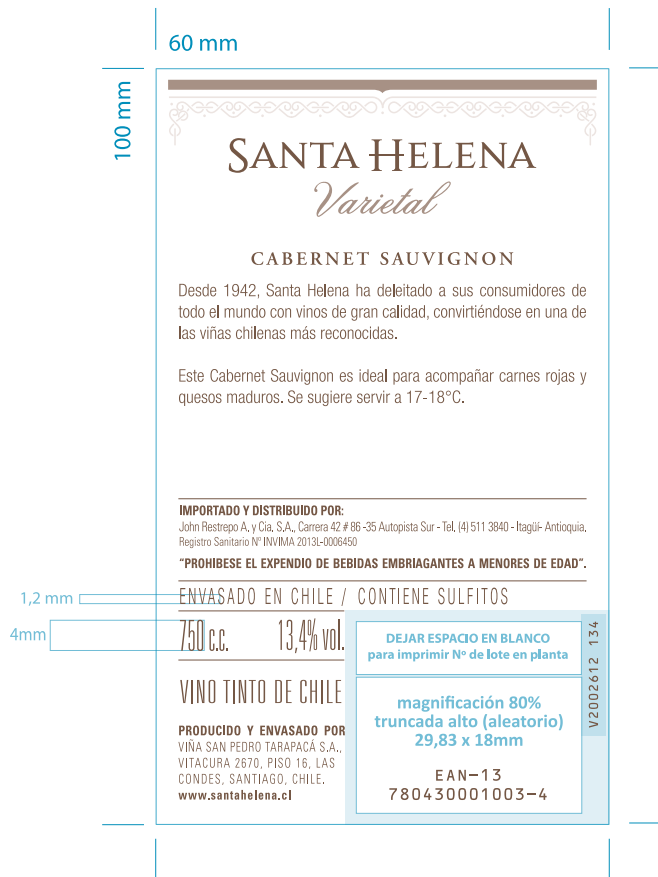 60 mm
100 mm
SANTA HELENA
Varietal
CABERNET SAUVIGNON
Desde 1942, Santa Helena ha deleitado a sus consumidores de
todo el mundo con vinos de gran calidad, convirtiéndose en una de
las viñas chilenas más reconocidas.
Este Cabernet Sauvignon es ideal para acompañar carnes rojas y
quesos maduros. Se sugiere servir a 17-18°C.
IMPORTADO Y DISTRIBUIDO POR:
John Restrepo A. y Cia. S.A., Carrera 42 # 86 -35 Autopista Sur - Tel. (4) 511 3840 - Itagüí- Antioquia.
Registro Sanitario Nº INVIMA 2013L-0006450
"PROHIBESE EL EXPENDIO DE BEBIDAS EMBRIAGANTES A MENORES DE EDAD".
1,2 mm
ENVASADO EN CHILE / CONTIENE SULFITOS
4mm
750 c.c. 13,4% vol.
VINO TINTO DE CHILE
PRODUCIDO Y ENVASADO POR
VIÑA SAN PEDRO TARAPACÁ S.A.,
VITACURA 2670, PISO 16, LAS
CONDES, SANTIAGO, CHILE.
www.santahelena.cl
DEJAR ESPACIO EN BLANCO
para imprimir Nº de lote en planta
V2002612 134
magnificación 80%
truncada alto (aleatorio)
29,83 x 18mm
EAN-13
780430001003-4